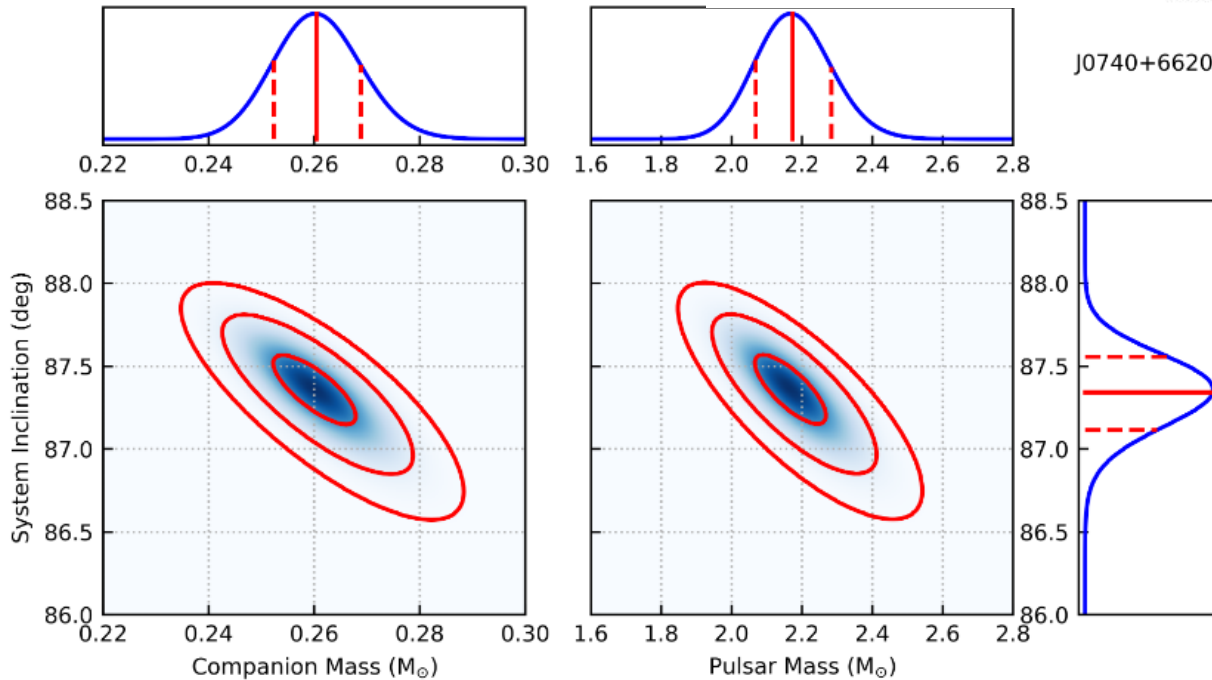 0.22 0.24 0.26 0.28 0.30
1.6 1.8 2.0 2.2 2.4 2.6 2.8
J0740+6620
88.5
88.0
87.5
87.0
86.5
86.0
System Inclination (deg)
0.22 0.24 0.26 0.28 0.30
Companion Mass (M☉)
1.6 1.8 2.0 2.2 2.4 2.6 2.8
Pulsar Mass (M☉)
88.5
88.0
87.5
87.0
86.5
86.0